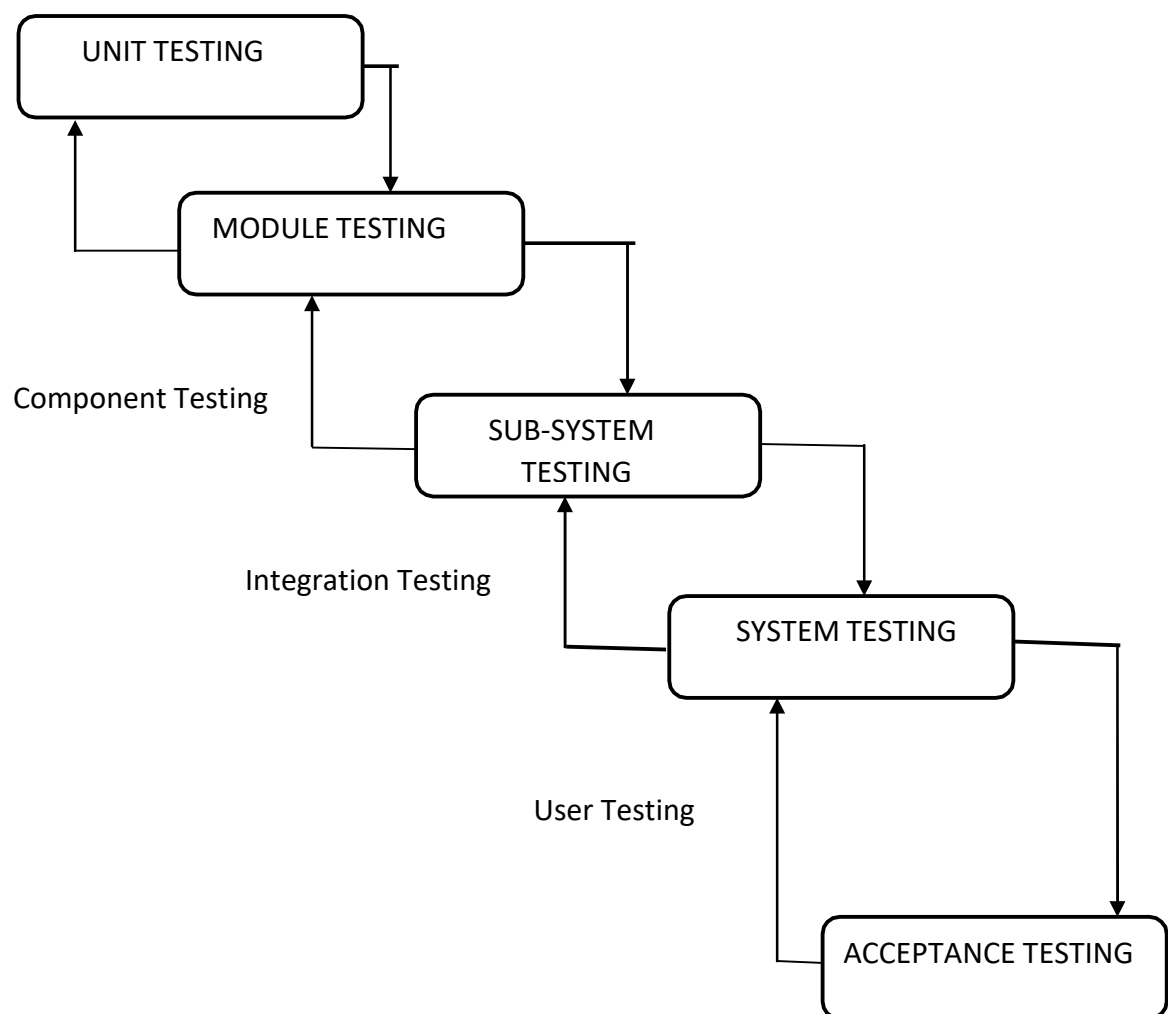 UNIT TESTING
MODULE TESTING
Component Testing
SUB-SYSTEM
TESTING
Integration Testing
SYSTEM TESTING
User Testing
ACCEPTANCE TESTING